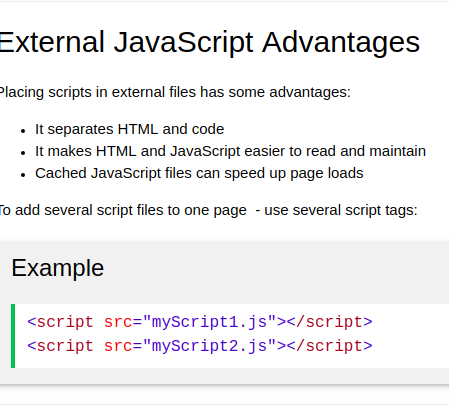 External JavaScript Advantages
Placing scripts in external files has some advantages:
It separates HTML and code
It makes HTML and JavaScript easier to read and maintain
Cached JavaScript files can speed up page loads
To add several script files to one page  - use several script tags:
Example
<script src="myScript1.js"></script>
<script src="myScript2.js"></script>